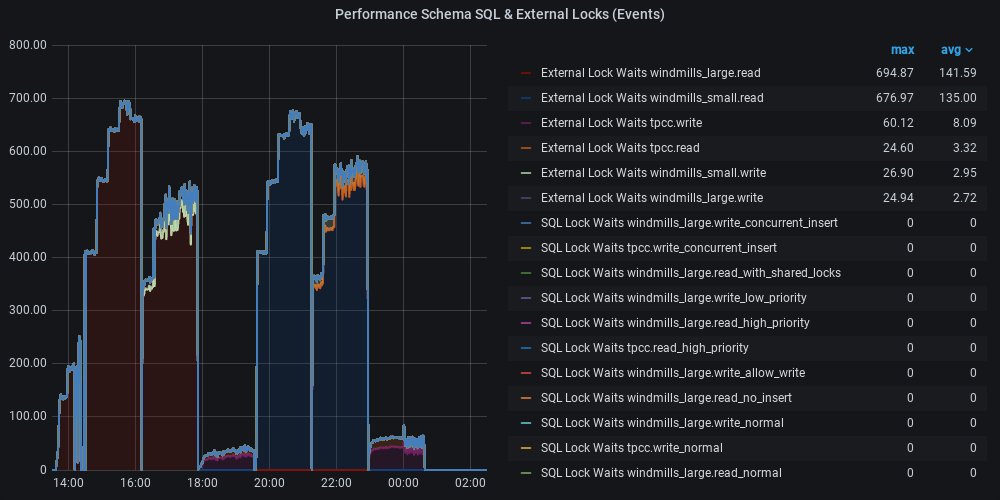 Performance Schema SQL & External Locks (Events)
800.00
700.00
600.00
500.00
400.00
300.00
200.00
100.00
0
14:00 16:00 18:00 20:00 22:00 00:00 02:00
max avg
External Lock Waits windmills_large.read 694.87 141.59
External Lock Waits windmills_small.read 676.97 135.00
External Lock Waits tpcc.write 60.12 8.09
External Lock Waits tpcc.read 24.60 3.32
External Lock Waits windmills_small.write 26.90 2.95
External Lock Waits windmills_large.write 24.94 2.72
SQL Lock Waits windmills_large.write_concurrent_insert 0 0
SQL Lock Waits tpcc.write_concurrent_insert 0 0
SQL Lock Waits windmills_large.read_with_shared_locks 0 0
SQL Lock Waits windmills_large.write_low_priority 0 0
SQL Lock Waits windmills_large.read_high_priority 0 0
SQL Lock Waits tpcc.read_high_priority 0 0
SQL Lock Waits windmills_large.write_allow_write 0 0
SQL Lock Waits windmills_large.read_no_insert 0 0
SQL Lock Waits windmills_large.write_normal 0 0
SQL Lock Waits tpcc.write_normal 0 0
SQL Lock Waits windmills_large.read_normal 0 0